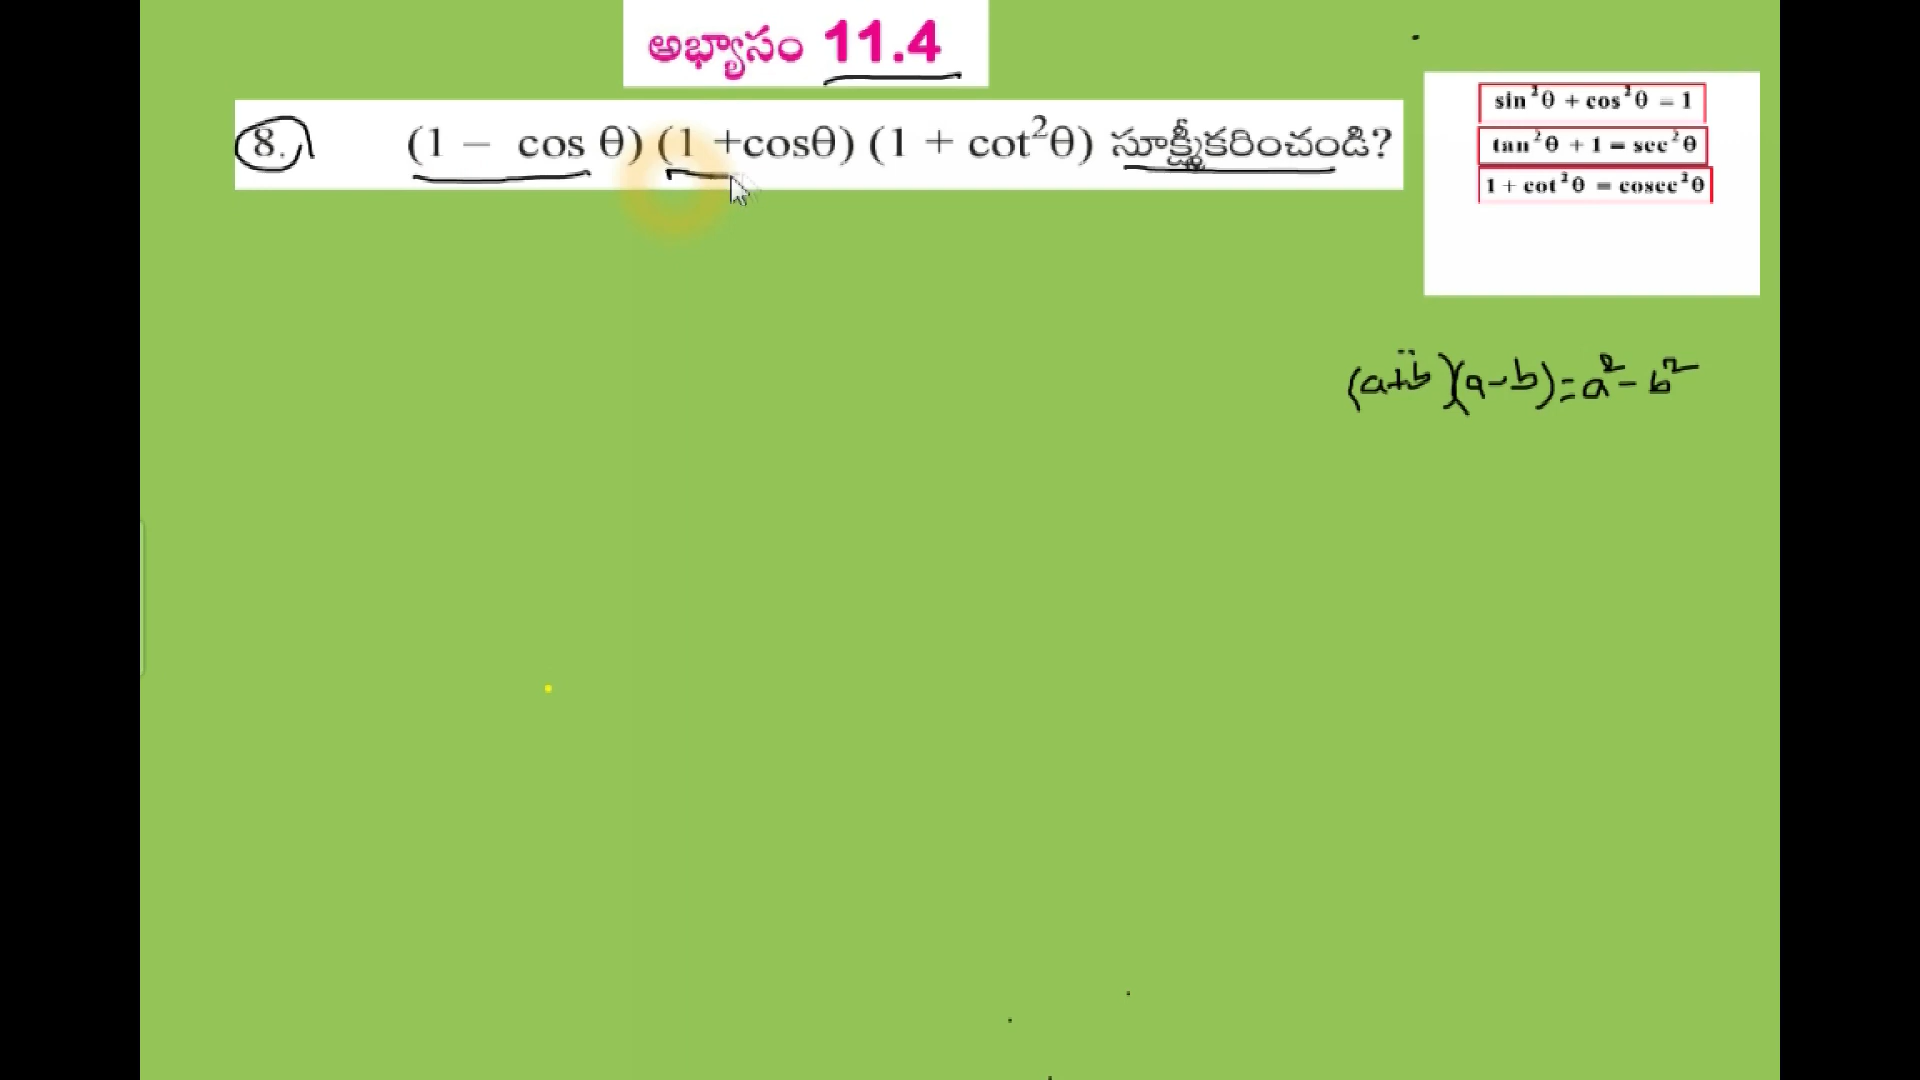 అభ్యాసం 11.4
8. (1 − cos θ) (1 +cosθ) (1 + cot²θ) సూక్ష్మీకరించండి?
sin²θ + cos²θ = 1
tan²θ + 1 = sec²θ
1 + cot²θ = cosec²θ
(a+b)(a-b)=a²-b²